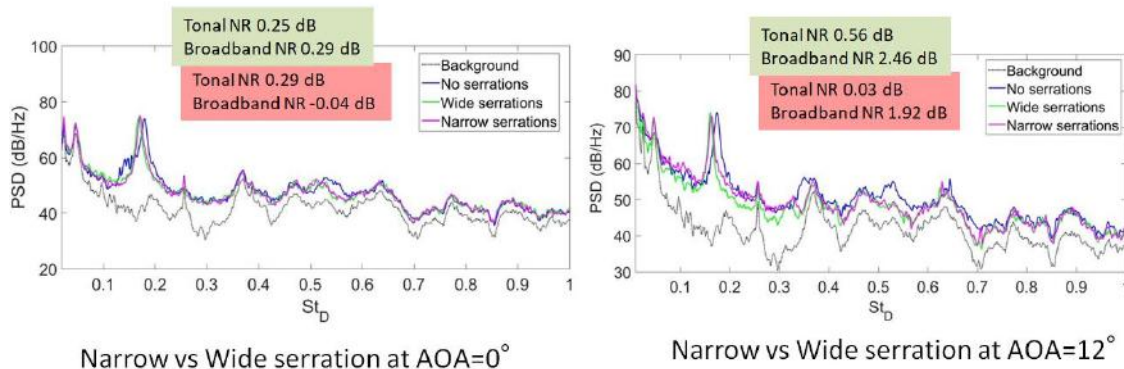 Tonal NR 0.25 dB
Broadband NR 0.29 dB
Tonal NR 0.29 dB
Broadband NR -0.04 dB
Background
No serrations
Wide serrations
Narrow serrations
PSD (dB/Hz)
100
80
60
40
20
0.1 0.2 0.3 0.4 0.5 0.6 0.7 0.8 0.9 1
St_D
Narrow vs Wide serration at AOA=0°
Tonal NR 0.56 dB
Broadband NR 2.46 dB
Tonal NR 0.03 dB
Broadband NR 1.92 dB
Background
No serrations
Wide serrations
Narrow serrations
PSD (dB/Hz)
90
80
70
60
50
40
30
0.1 0.2 0.3 0.4 0.5 0.6 0.7 0.8 0.9 1
St_D
Narrow vs Wide serration at AOA=12°